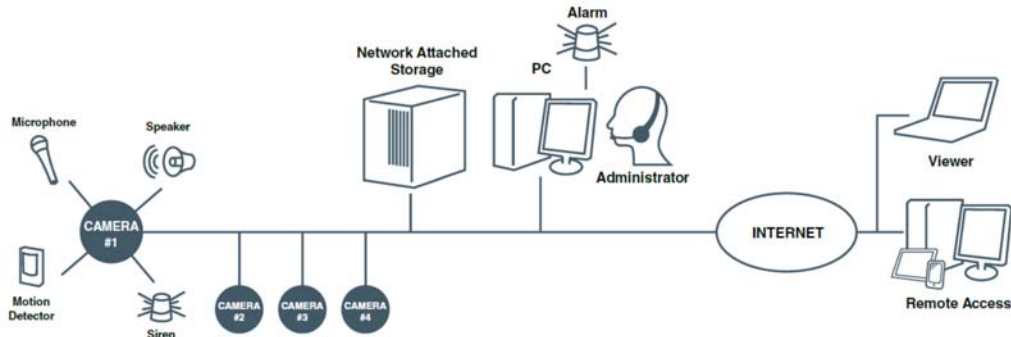 Alarm
Network Attached
Storage
PC
Microphone
Speaker
Viewer
Administrator
CAMERA
#1
INTERNET
Motion
Detector
Siren
CAMERA
#2
CAMERA
#3
CAMERA
#4
Remote Access